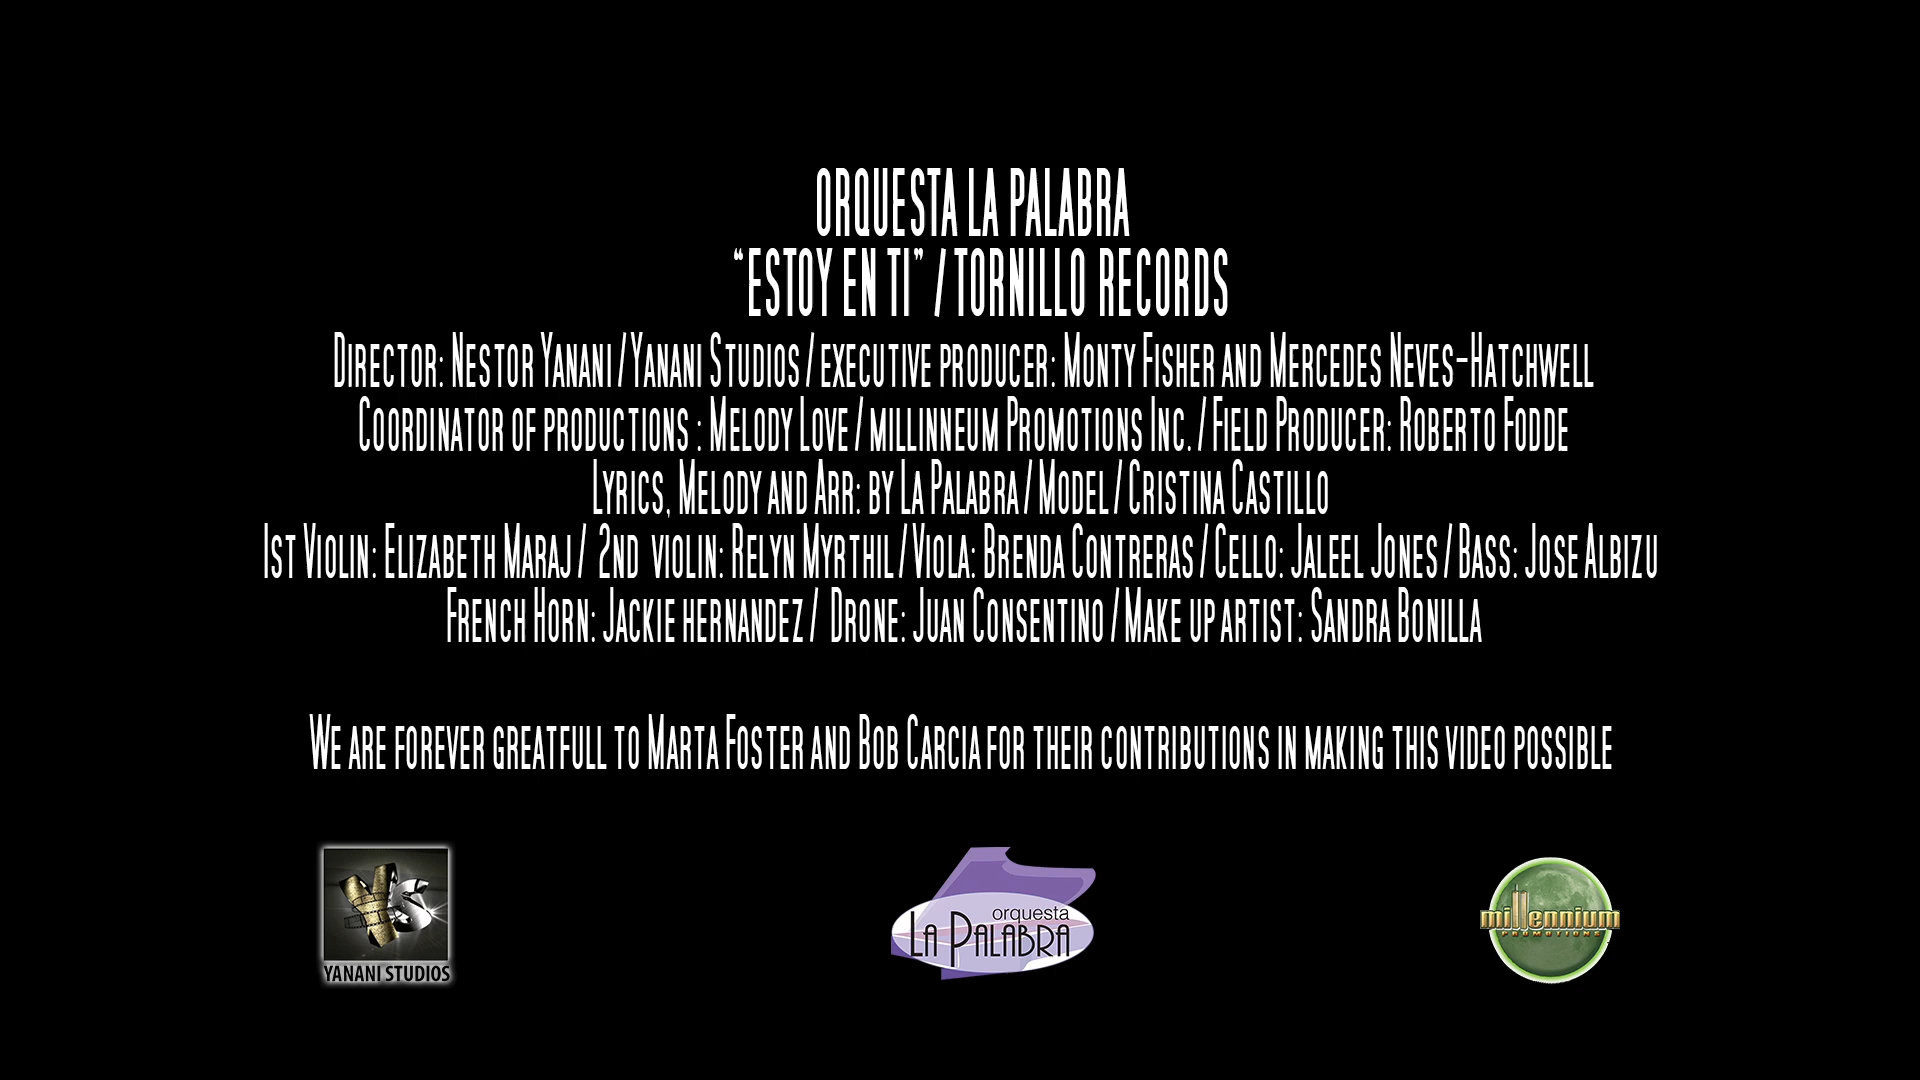 ORQUESTA LA PALABRA
“ESTOY EN TI” / TORNILLO RECORDS
Director: Nestor Yanani / Yanani Studios / executive producer: Monty Fisher and Mercedes Neves-Hatchwell
Coordinator of productions : Melody Love / millinneum Promotions Inc. / Field Producer: Roberto Fodde
Lyrics, Melody and Arr: by La Palabra / Model / Cristina Castillo
1st Violin: Elizabeth Maraj / 2nd violin: Relyn Myrthil / Viola: Brenda Contreras / Cello: Jaleel Jones / Bass: Jose Albizu
French Horn: Jackie hernandez / Drone: Juan Consentino / Make up artist: Sandra Bonilla
We are forever greatfull to Marta Foster and Bob Carcia for their contributions in making this video possible
YS
YANANI STUDIOS
orquesta
LA PALABRA
millennium
PROMOTIONS